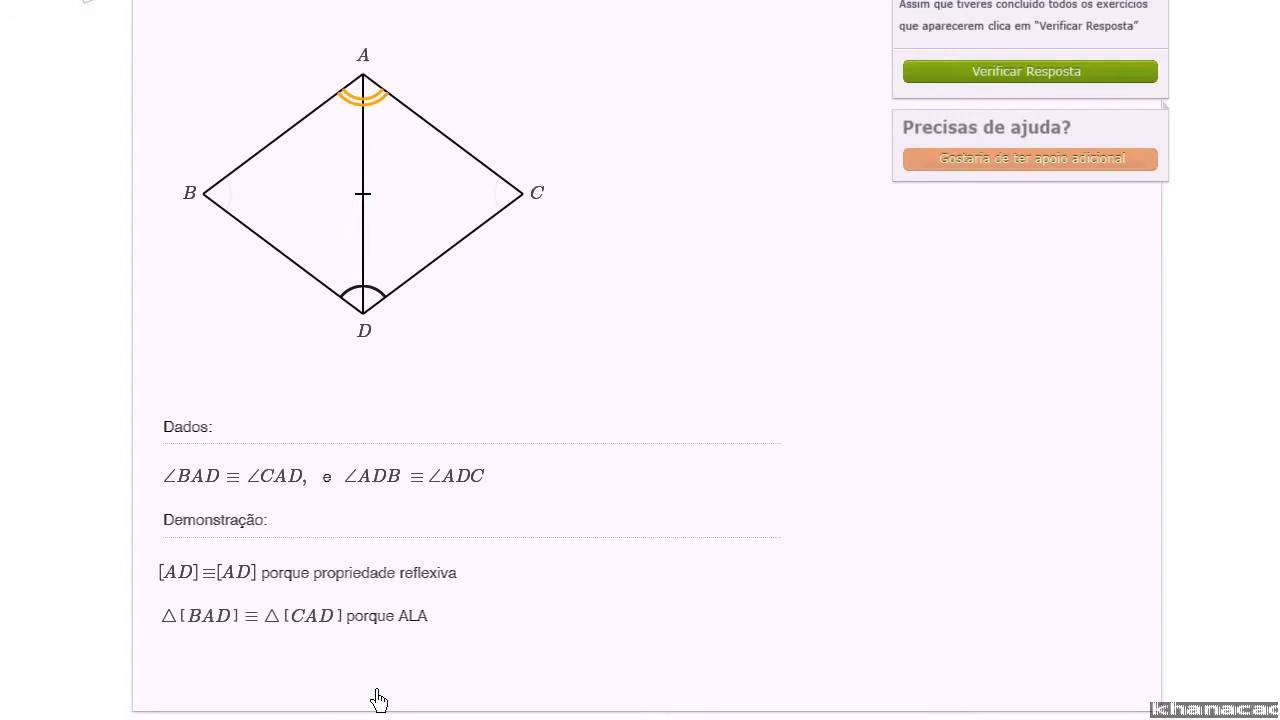 Assim que tiveres concluído todos os exercícios
que aparecerem clica em “Verificar Resposta”
Verificar Resposta
Precisas de ajuda?
Gostaria de ter apoio adicional
A
B
C
D
Dados:
∠BAD ≡ ∠CAD, e ∠ADB ≡ ∠ADC
Demonstração:
[AD] ≡ [AD] porque propriedade reflexiva
△[BAD] ≡ △[CAD] porque ALA
khanacad